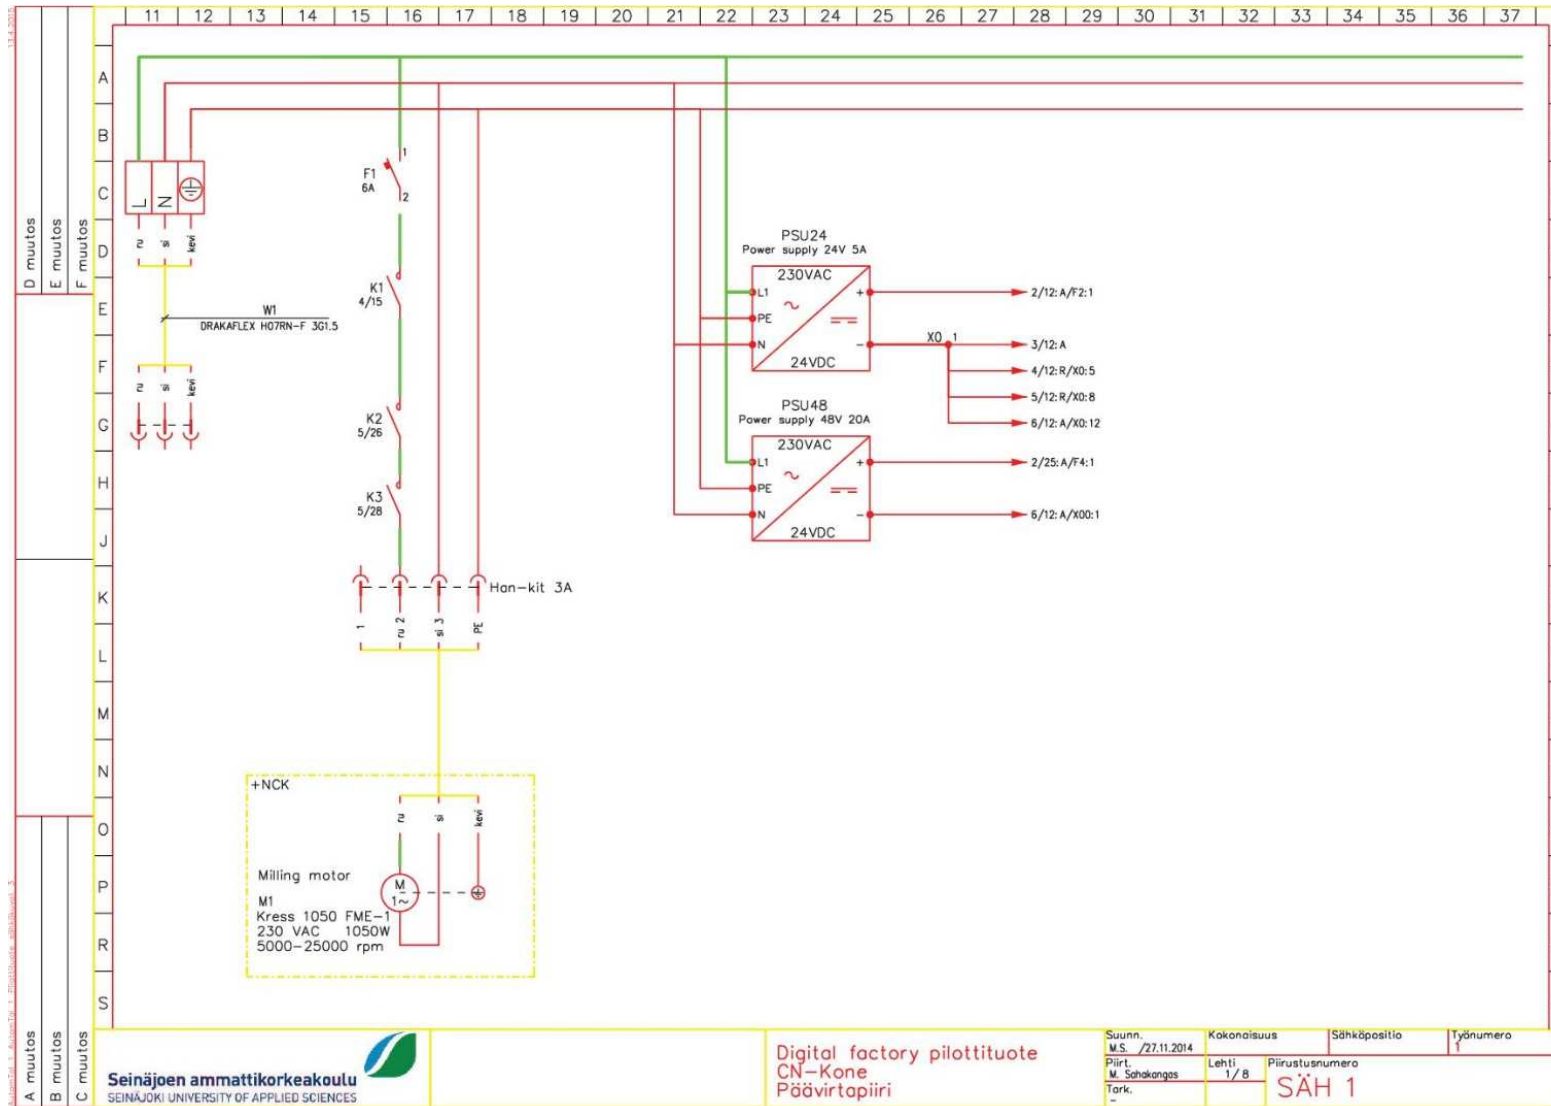 11 12 13 14 15 16 17 18 19 20 21 22 23 24 25 26 27 28 29 30 31 32 33 34 35 36 37
A
B
C
D
E
F
G
H
J
K
L
M
N
O
P
R
S
D muutos
E muutos
F muutos
A muutos
B muutos
C muutos
L N
ru si kevi
W1
DRAKAFLEX H07RN-F 3G1.5
ru si kevi
F1
6A
1
2
K1
4/15
K2
5/26
K3
5/28
Han-kit 3A
1 ru 2 si 3 PE
+NCK
ru si kevi
Milling motor
M1
Kress 1050 FME-1
230 VAC 1050W
5000-25000 rpm
M
1~
PSU24
Power supply 24V 5A
230VAC
L1 +
PE
N -
24VDC
2/12:A/F2:1
X0 1
3/12:A
4/12:R/X0:5
5/12:R/X0:8
6/12:A/X0:12
PSU48
Power supply 48V 20A
230VAC
L1 +
PE
N -
24VDC
2/25:A/F4:1
6/12:A/X00:1
Seinäjoen ammattikorkeakoulu
SEINÄJOKI UNIVERSITY OF APPLIED SCIENCES
Digital factory pilottituote
CN-Kone
Päävirtapiiri
Suunn.
M.S. /27.11.2014
Piirt.
M. Sahakangas
Tark.
-
Kokonaisuus
Sähköpositio
Työnumero
1
Lehti
1/8
Piirustusnumero
SÄH 1